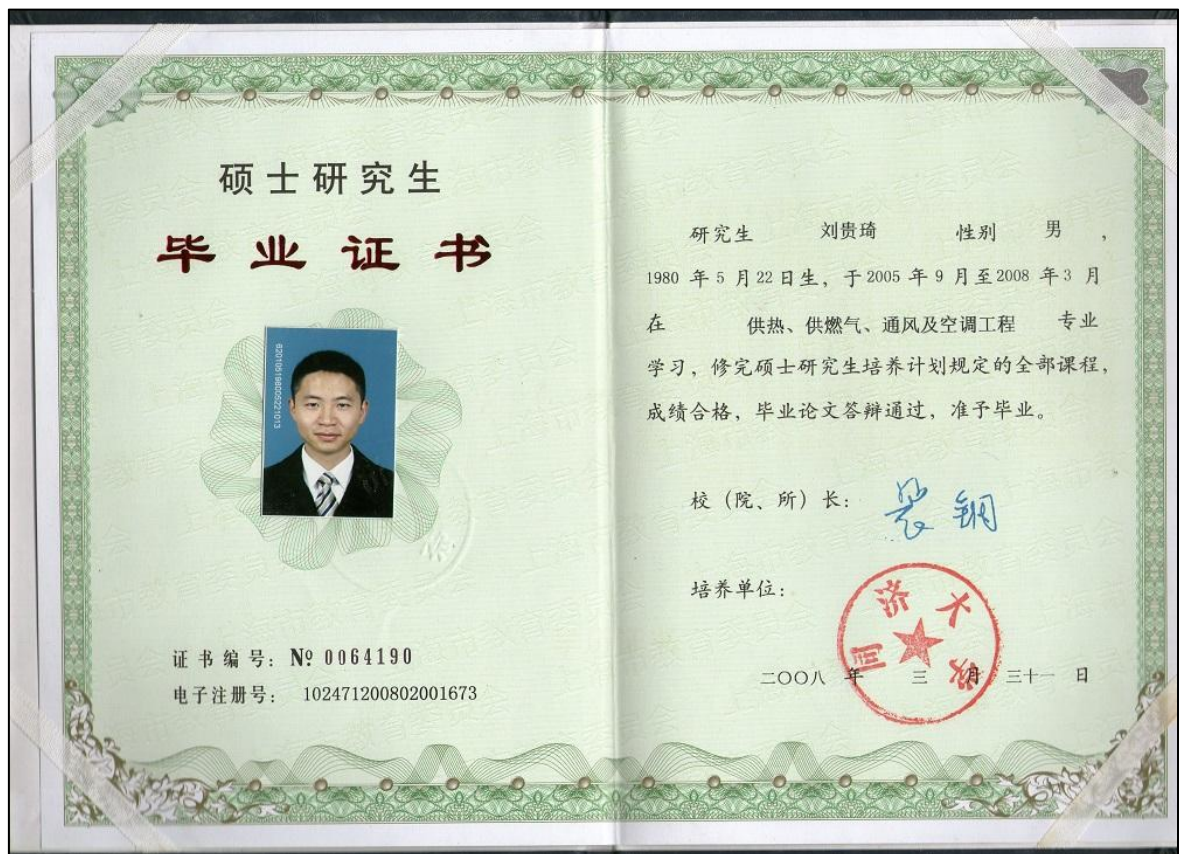 硕士研究生
毕业证书
620105198005221013
证书编号：№ 0064190
电子注册号：102471200802001673
研究生 刘贵琦 性别 男，
1980 年 5 月 22 日生，于 2005 年 9 月至 2008 年 3 月
在 供热、供燃气、通风及空调工程 专业
学习，修完硕士研究生培养计划规定的全部课程，
成绩合格，毕业论文答辩通过，准予毕业。
校（院、所）长：裴钢
培养单位：
同济大学
二〇〇八 年 三 月 三十一 日